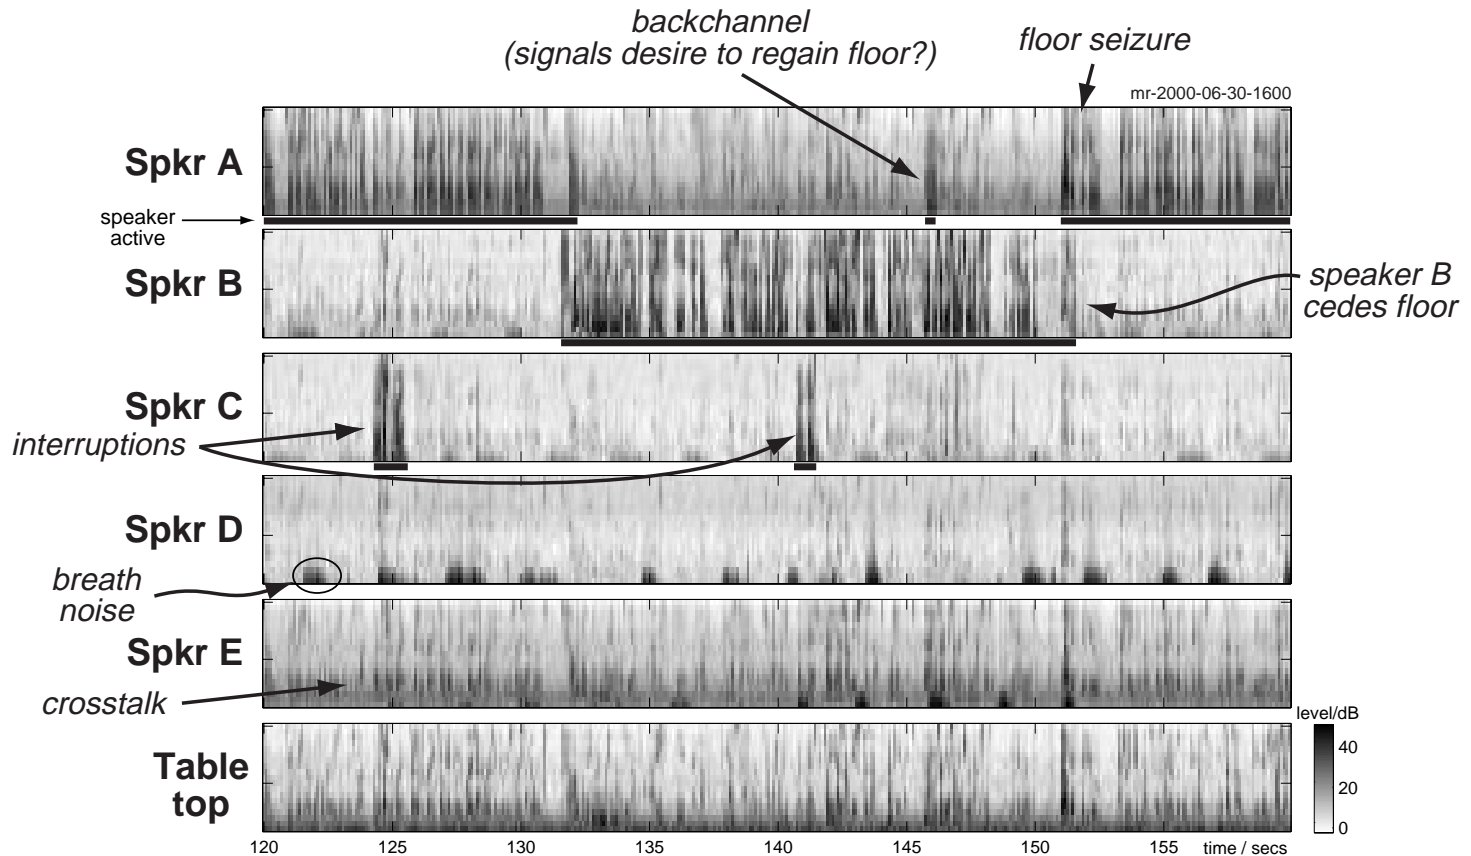 backchannel
(signals desire to regain floor?)
floor seizure
mr-2000-06-30-1600
Spkr A
speaker
active
Spkr B
speaker B
cedes floor
Spkr C
interruptions
Spkr D
breath
noise
Spkr E
crosstalk
level/dB
40
20
0
Table
top
120 125 130 135 140 145 150 155 time / secs